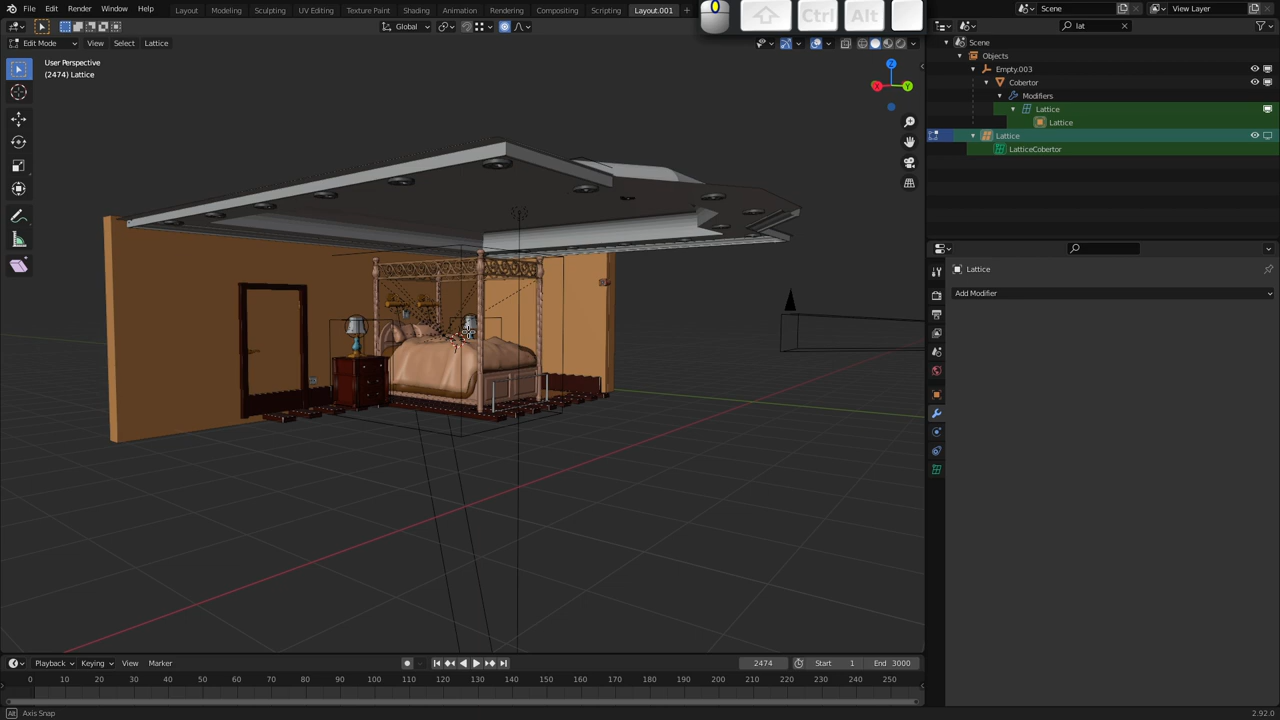 File Edit Render Window Help
Layout Modeling Sculpting UV Editing Texture Paint Shading Animation Rendering Compositing Scripting Layout.001
Ctrl Alt
Scene
View Layer
Global
lat
Edit Mode View Select Lattice
User Perspective
(2474) Lattice
Z
X
Y
Scene
Objects
Empty.003
Cobertor
Modifiers
Lattice
Lattice
Lattice
LatticeCobertor
Lattice
Add Modifier
Playback Keying View Marker
2474
Start 1
End 3000
0 10 20 30 40 50 60 70 80 90 100 110 120 130 140 150 160 170 180 190 200 210 220 230 240 250
Alt Axis Snap
2.92.0